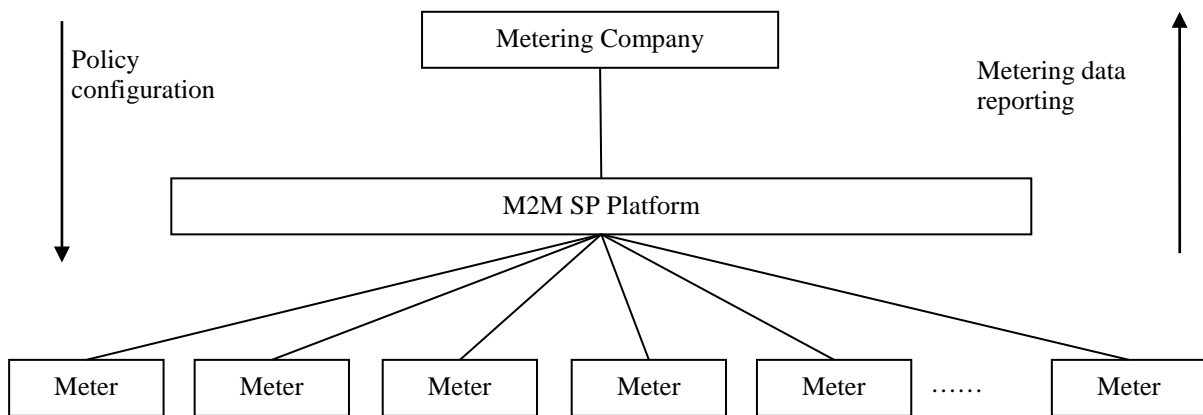 Metering Company
Policy
configuration
Metering data
reporting
M2M SP Platform
Meter
Meter
Meter
Meter
Meter
......
Meter